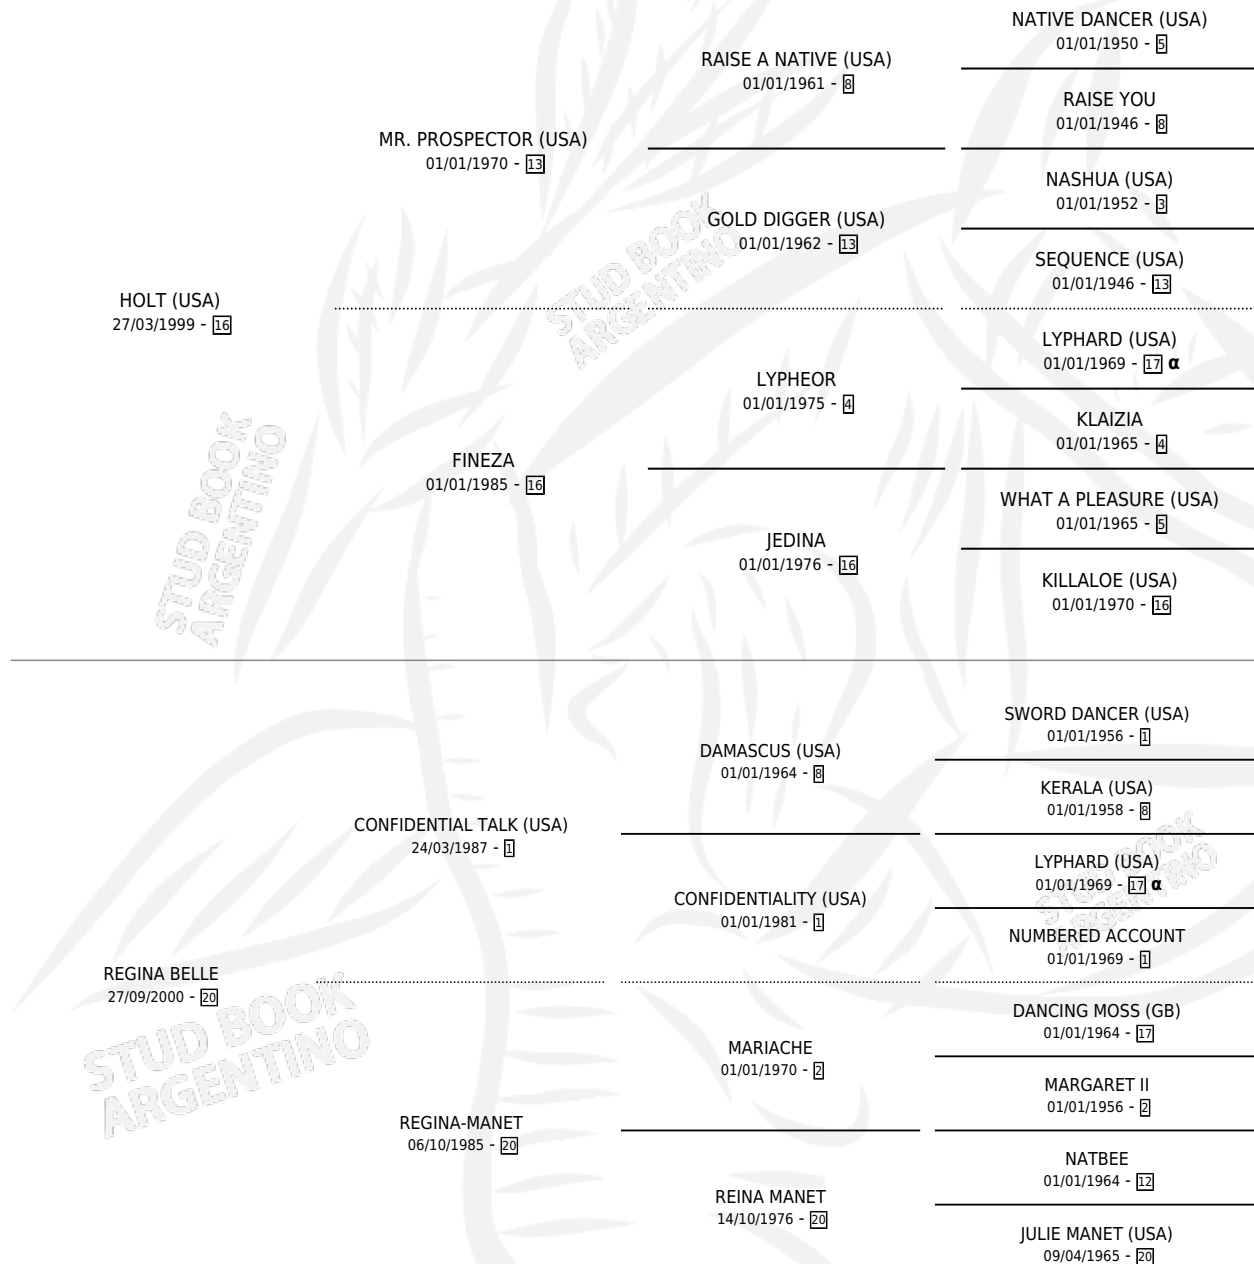 NATIVE DANCER (USA)
01/01/1950 - 5
RAISE A NATIVE (USA)
01/01/1961 - 8
RAISE YOU
01/01/1946 - 8
MR. PROSPECTOR (USA)
01/01/1970 - 13
NASHUA (USA)
01/01/1952 - 3
GOLD DIGGER (USA)
01/01/1962 - 13
SEQUENCE (USA)
01/01/1946 - 13
HOLT (USA)
27/03/1999 - 16
LYPHARD (USA)
01/01/1969 - 17 α
LYPHEOR
01/01/1975 - 4
KLAIZIA
01/01/1965 - 4
FINEZA
01/01/1985 - 16
WHAT A PLEASURE (USA)
01/01/1965 - 5
JEDINA
01/01/1976 - 16
KILLALOE (USA)
01/01/1970 - 16
SWORD DANCER (USA)
01/01/1956 - 1
DAMASCUS (USA)
01/01/1964 - 8
KERALA (USA)
01/01/1958 - 8
CONFIDENTIAL TALK (USA)
24/03/1987 - 1
LYPHARD (USA)
01/01/1969 - 17 α
CONFIDENTIALITY (USA)
01/01/1981 - 1
NUMBERED ACCOUNT
01/01/1969 - 1
REGINA BELLE
27/09/2000 - 20
DANCING MOSS (GB)
01/01/1964 - 17
MARIACHE
01/01/1970 - 2
MARGARET II
01/01/1956 - 2
REGINA-MANET
06/10/1985 - 20
NATBEE
01/01/1964 - 12
REINA MANET
14/10/1976 - 20
JULIE MANET (USA)
09/04/1965 - 20
STUD BOOK
ARGENTINO
STUD BOOK
ARGENTINO
STUD BOOK
ARGENTINO
STUD BOOK
ARGENTINO